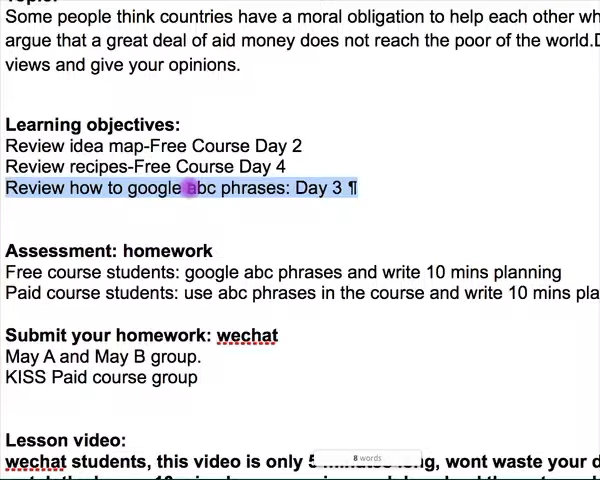 Some people think countries have a moral obligation to help each other wh
argue that a great deal of aid money does not reach the poor of the world.D
views and give your opinions.
Learning objectives:
Review idea map-Free Course Day 2
Review recipes-Free Course Day 4
Review how to google abc phrases: Day 3 ¶
Assessment: homework
Free course students: google abc phrases and write 10 mins planning
Paid course students: use abc phrases in the course and write 10 mins pla
Submit your homework: wechat
May A and May B group.
KISS Paid course group
Lesson video:
wechat students, this video is only 5 minutes long, wont waste your d
8 words